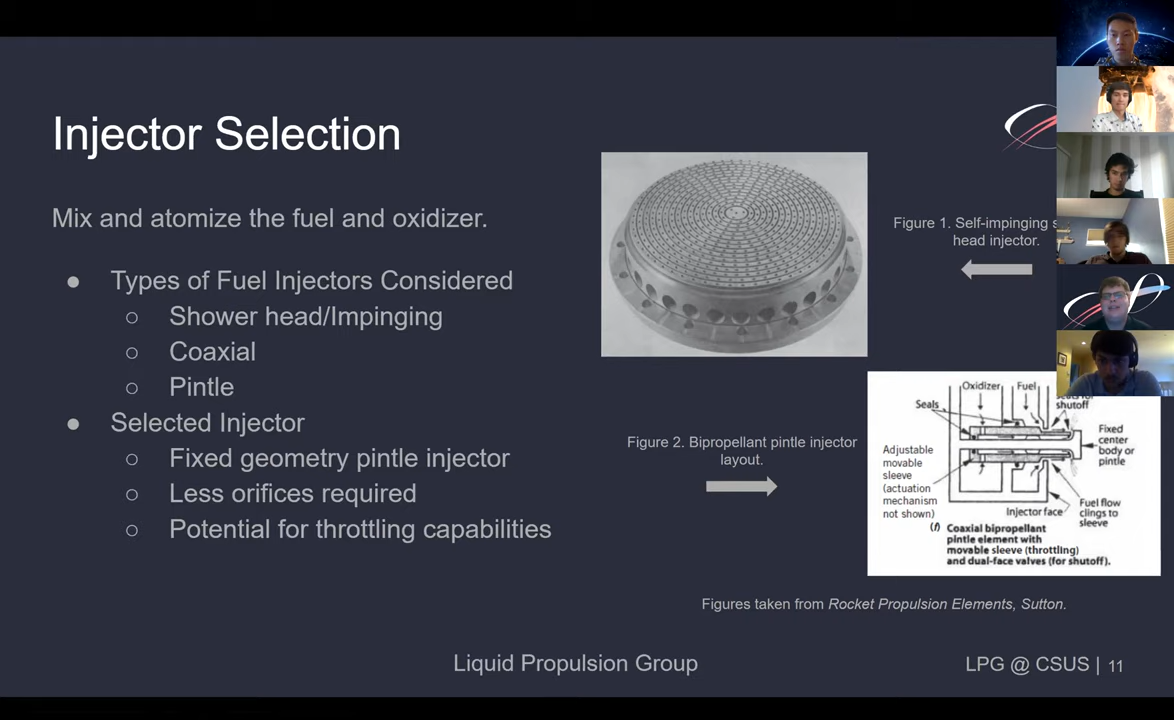 Injector Selection
Mix and atomize the fuel and oxidizer.
● Types of Fuel Injectors Considered
○ Shower head/Impinging
○ Coaxial
○ Pintle
● Selected Injector
○ Fixed geometry pintle injector
○ Less orifices required
○ Potential for throttling capabilities
Figure 1. Self-impinging
head injector.
Figure 2. Bipropellant pintle injector
layout.
Oxidizer Fuel
Seals
shutoff
Adjustable
movable
sleeve
(actuation
mechanism
not shown)
Fixed
center
body or
pintle
Injector face
Fuel flow
clings to
sleeve
(f) Coaxial bipropellant
pintle element with
movable sleeve (throttling)
and dual-face valves (for shutoff).
Figures taken from Rocket Propulsion Elements, Sutton.
Liquid Propulsion Group
LPG @ CSUS | 11